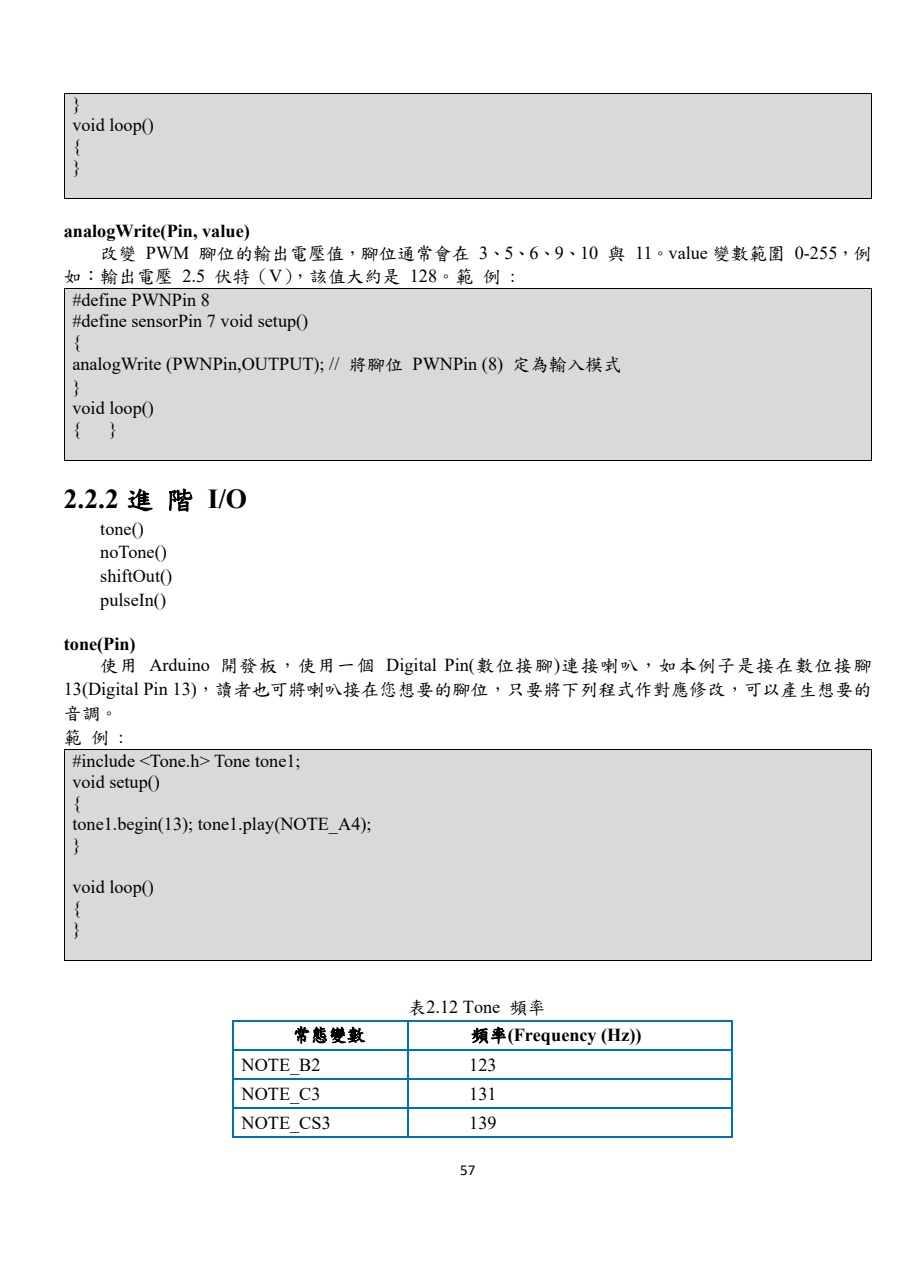 }
void loop()
{
}
analogWrite(Pin, value)
改變 PWM 腳位的輸出電壓值，腳位通常會在 3、5、6、9、10 與 11。value 變數範圍 0-255，例
如：輸出電壓 2.5 伏特（V），該值大約是 128。範 例 :
#define PWNPin 8
#define sensorPin 7 void setup()
{
analogWrite (PWNPin,OUTPUT); // 將腳位 PWNPin (8) 定為輸入模式
}
void loop()
{ }
2.2.2 進 階 I/O
tone()
noTone()
shiftOut()
pulseIn()
tone(Pin)
使用 Arduino 開發板，使用一個 Digital Pin(數位接腳)連接喇叭，如本例子是接在數位接腳
13(Digital Pin 13)，讀者也可將喇叭接在您想要的腳位，只要將下列程式作對應修改，可以產生想要的
音調。
範 例 :
#include <Tone.h> Tone tone1;
void setup()
{
tone1.begin(13); tone1.play(NOTE_A4);
}
void loop()
{
}
表2.12 Tone 頻率
常態變數 頻率(Frequency (Hz))
NOTE_B2 123
NOTE_C3 131
NOTE_CS3 139
57